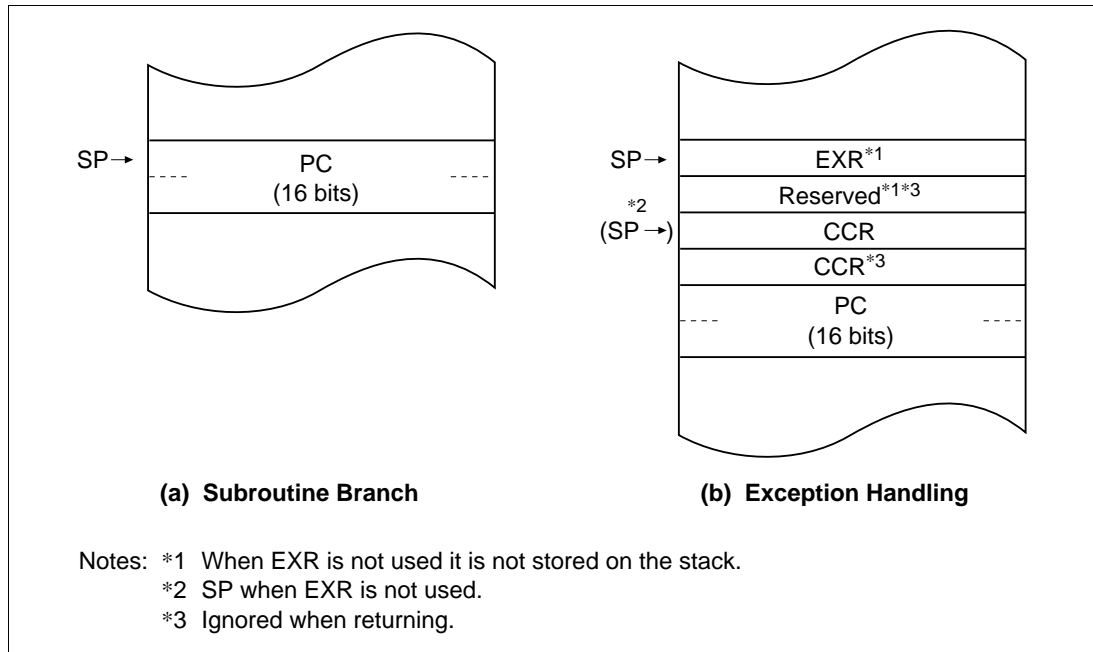 SP→
PC
(16 bits)
(a) Subroutine Branch
SP→
EXR*1
Reserved*1*3
*2
(SP→)
CCR
CCR*3
PC
(16 bits)
(b) Exception Handling
Notes: *1 When EXR is not used it is not stored on the stack.
*2 SP when EXR is not used.
*3 Ignored when returning.